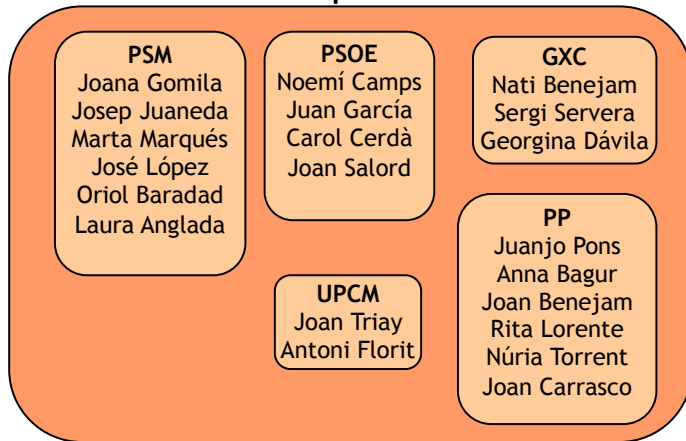 PSM
Joana Gomila
Josep Juaneda
Marta Marqués
José López
Oriol Baradad
Laura Anglada
PSOE
Noemí Camps
Juan García
Carol Cerdà
Joan Salord
GXC
Nati Benejam
Sergi Servera
Georgina Dávila
UPCM
Joan Triay
Antoni Florit
PP
Juanjo Pons
Anna Bagur
Joan Benejam
Rita Lorente
Núria Torrent
Joan Carrasco